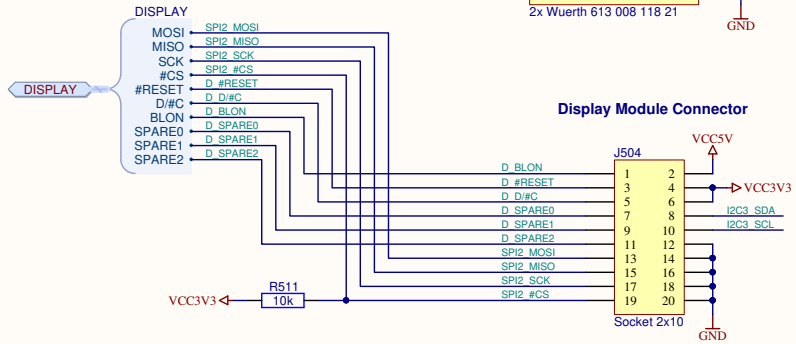 DISPLAY
2x Wuerth 613 008 118 21
GND
MOSI SPI2_MOSI
MISO SPI2_MISO
SCK SPI2_SCK
#CS SPI2_#CS
#RESET D_#RESET
D/#C D_D/#C
BLON D_BLON
SPARE0 D_SPARE0
SPARE1 D_SPARE1
SPARE2 D_SPARE2
DISPLAY
Display Module Connector
VCC5V
J504
D_BLON 1 2
D_#RESET 3 4 VCC3V3
D_D/#C 5 6
D_SPARE0 7 8 I2C3_SDA
D_SPARE1 9 10 I2C3_SCL
D_SPARE2 11 12
SPI2_MOSI 13 14
SPI2_MISO 15 16
SPI2_SCK 17 18
SPI2_#CS 19 20
R511
VCC3V3 10k
Socket 2x10
GND